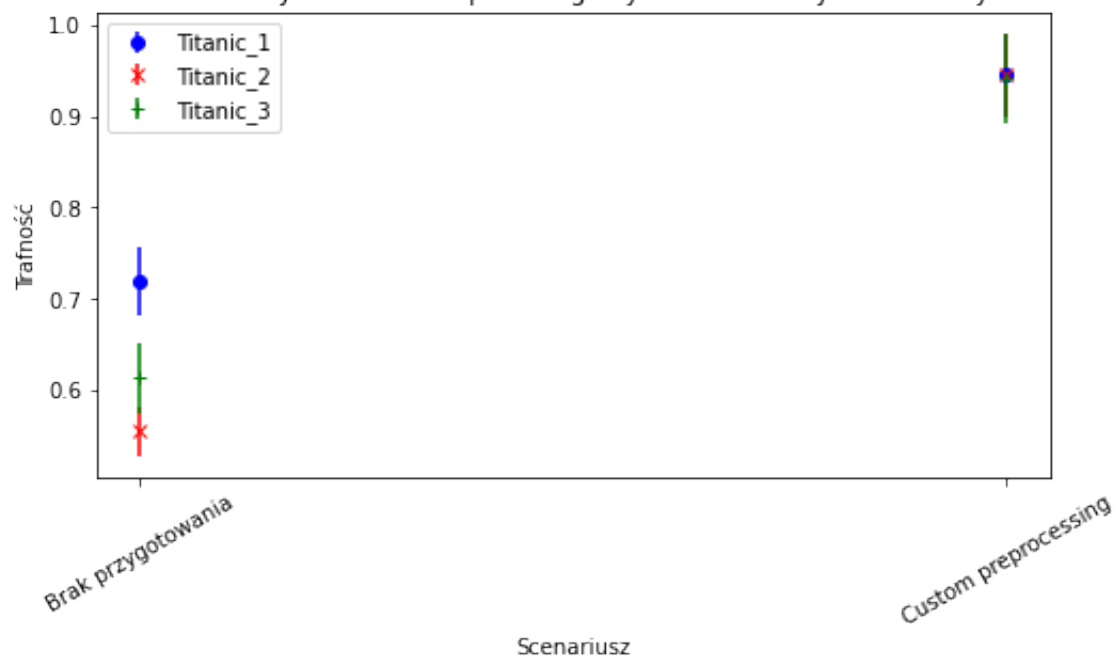 1.0
0.9
0.8
0.7
0.6
Trafność
Titanic_1
Titanic_2
Titanic_3
Brak przygotowania
Custom preprocessing
Scenariusz